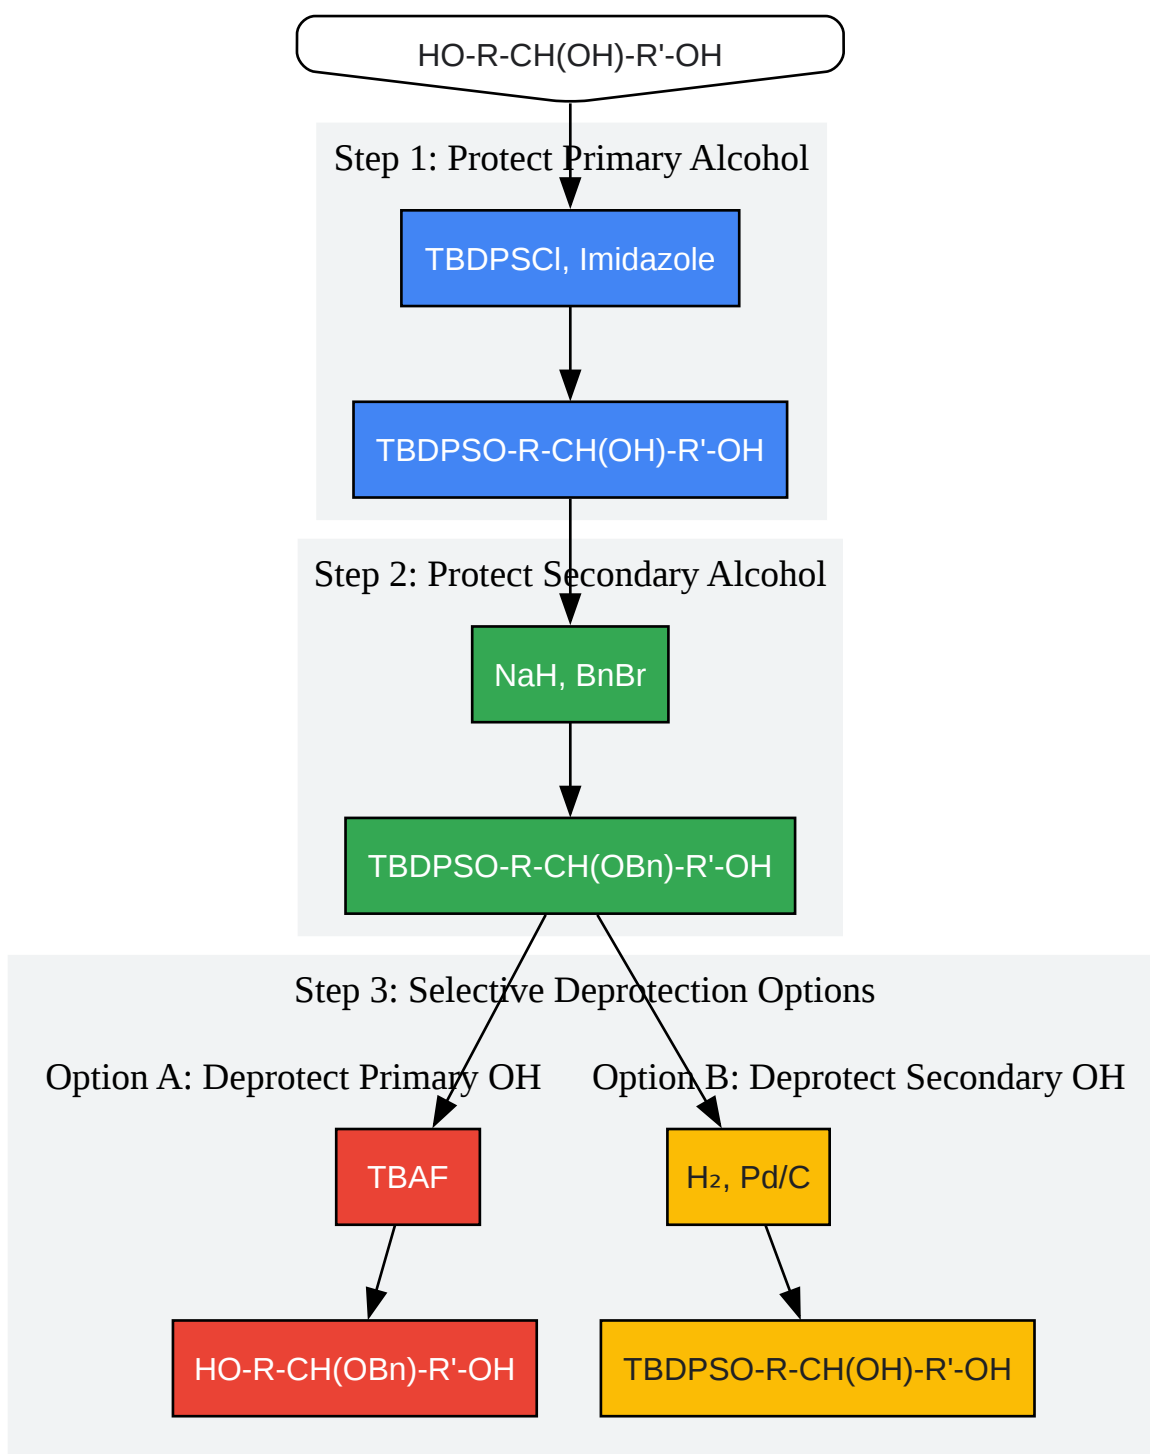 HO-R-CH(OH)-R'-OH
Step 1: Protect Primary Alcohol
TBDPSCl, Imidazole
TBDPSO-R-CH(OH)-R'-OH
Step 2: Protect Secondary Alcohol
NaH, BnBr
TBDPSO-R-CH(OBn)-R'-OH
Step 3: Selective Deprotection Options
Option A: Deprotect Primary OH
Option B: Deprotect Secondary OH
TBAF
H₂, Pd/C
HO-R-CH(OBn)-R'-OH
TBDPSO-R-CH(OH)-R'-OH